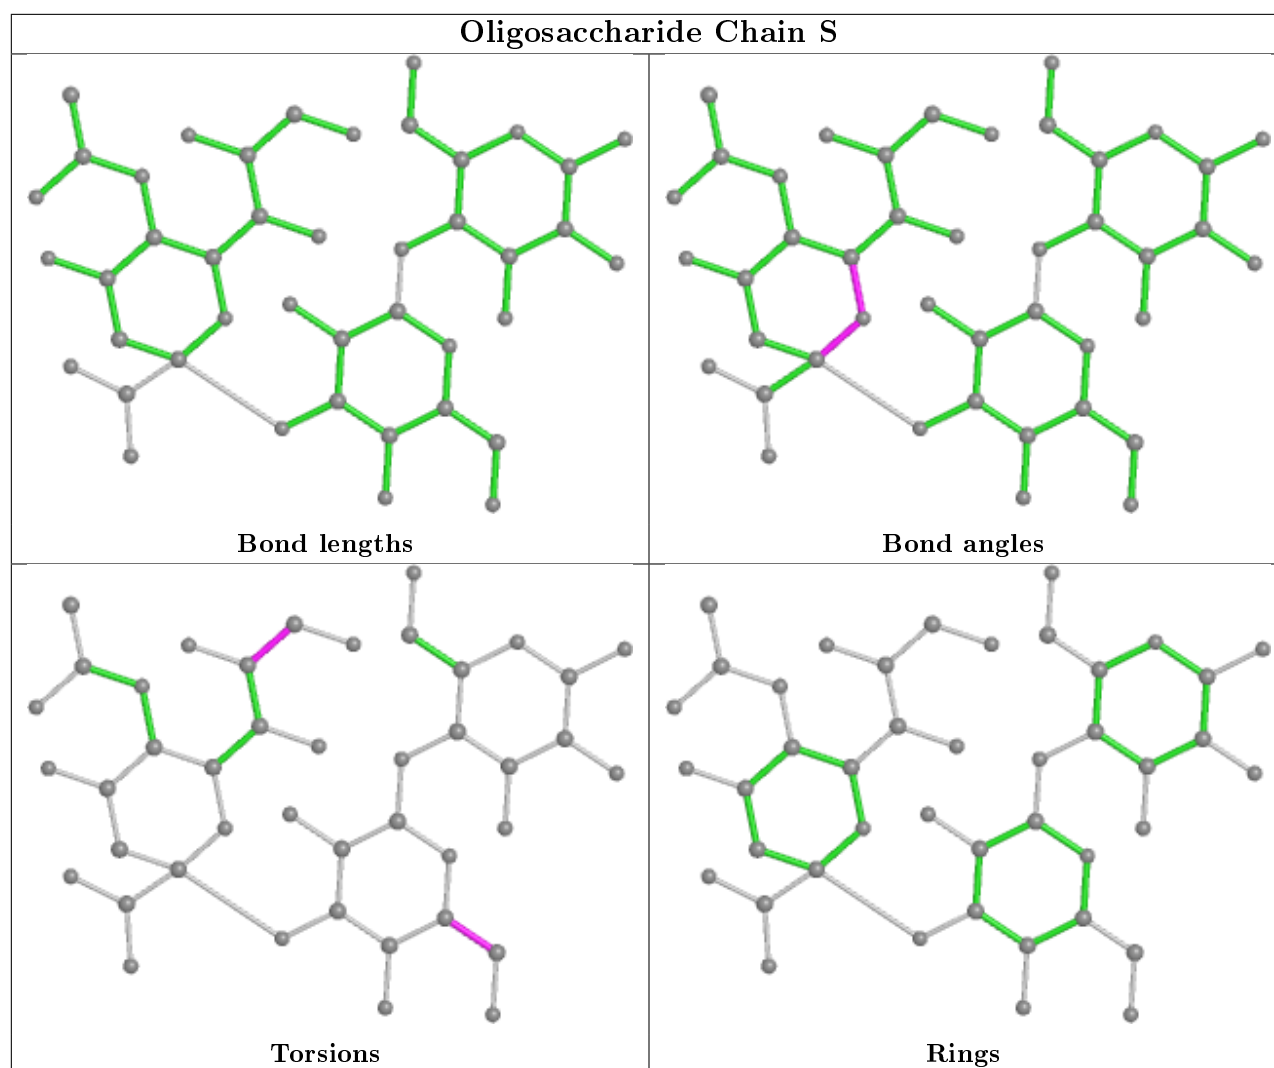 Oligosaccharide Chain S
Bond lengths
Bond angles
Torsions
Rings